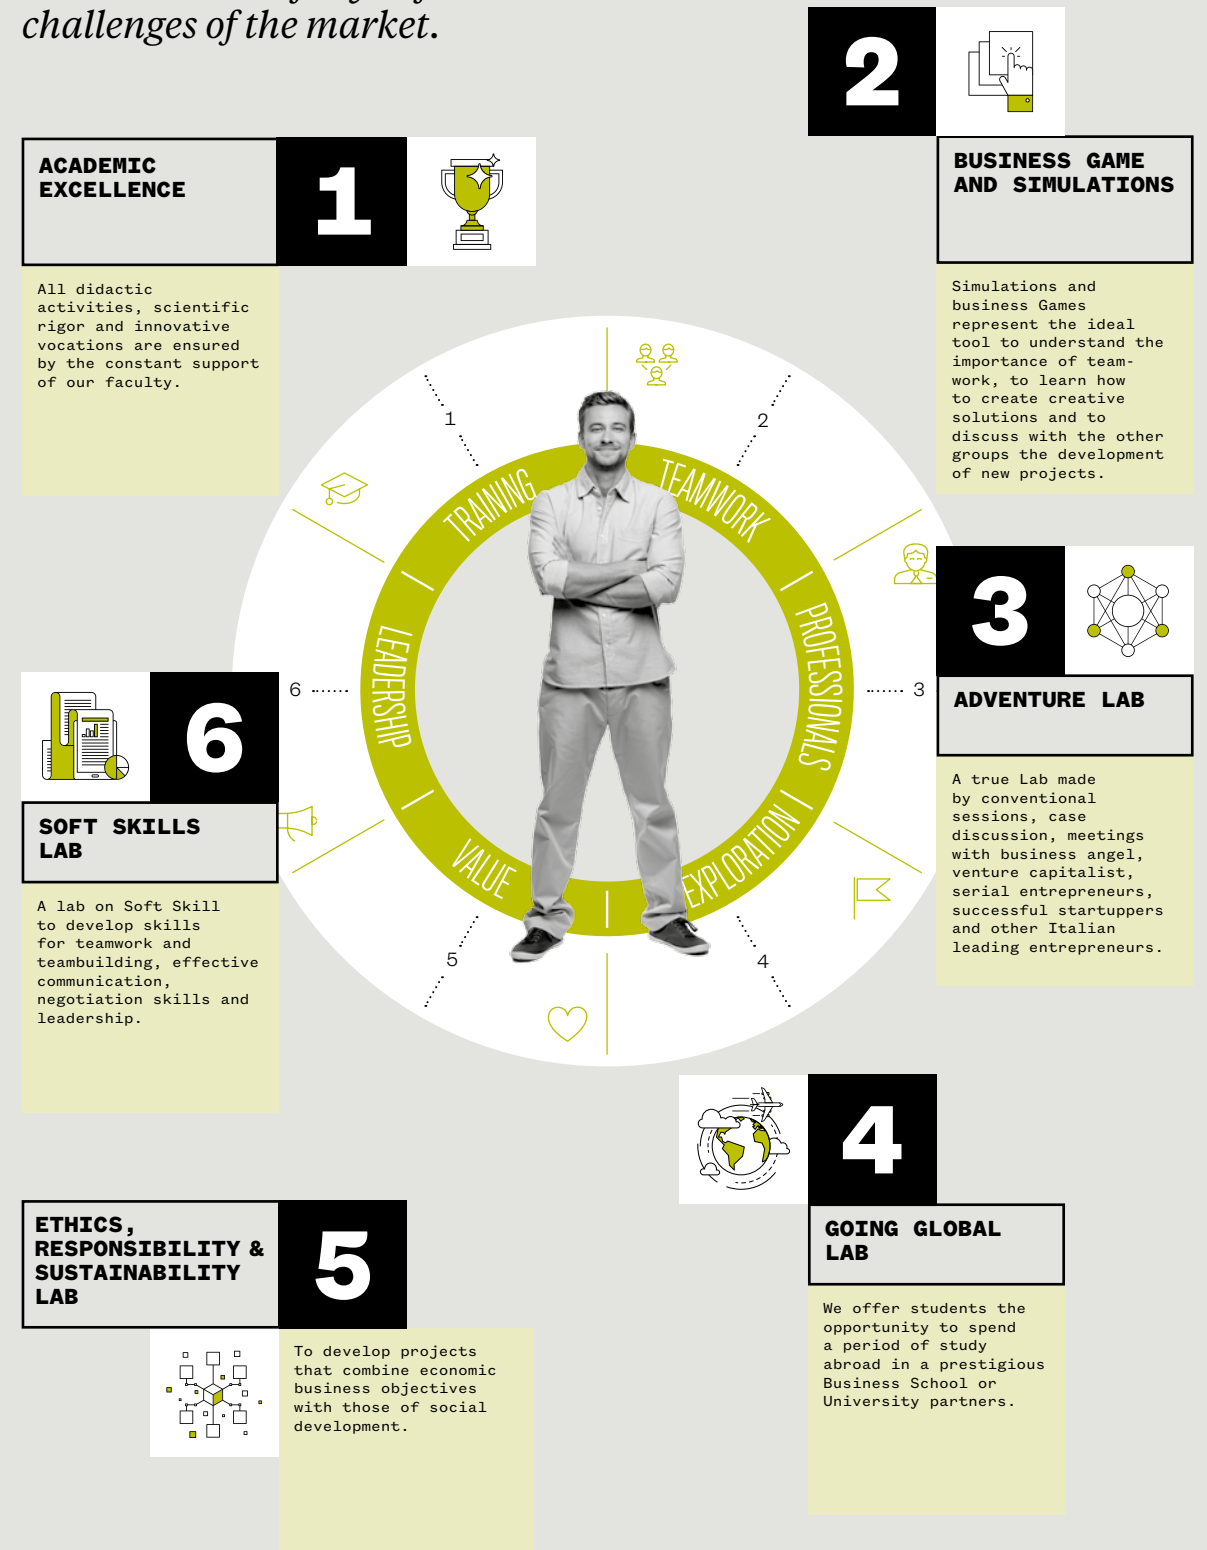 challenges of the market.
ACADEMIC
EXCELLENCE
1
All didactic
activities, scientific
rigor and innovative
vocations are ensured
by the constant support
of our faculty.
2
BUSINESS GAME
AND SIMULATIONS
Simulations and
business Games
represent the ideal
tool to understand the
importance of team-
work, to learn how
to create creative
solutions and to
discuss with the other
groups the development
of new projects.
1
2
3
4
5
6
TRAINING
TEAMWORK
PROFESSIONALS
EXPLORATION
VALUE
LEADERSHIP
3
ADVENTURE LAB
A true Lab made
by conventional
sessions, case
discussion, meetings
with business angel,
venture capitalist,
serial entrepreneurs,
successful startuppers
and other Italian
leading entrepreneurs.
6
SOFT SKILLS
LAB
A lab on Soft Skill
to develop skills
for teamwork and
teambuilding, effective
communication,
negotiation skills and
leadership.
4
GOING GLOBAL
LAB
We offer students the
opportunity to spend
a period of study
abroad in a prestigious
Business School or
University partners.
ETHICS,
RESPONSIBILITY &
SUSTAINABILITY
LAB
5
To develop projects
that combine economic
business objectives
with those of social
development.